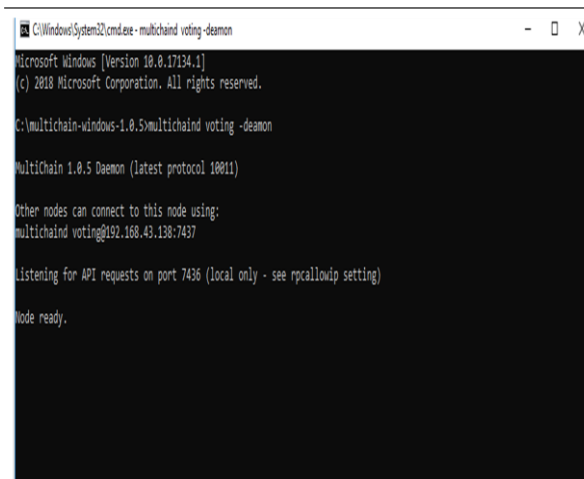 C:\Windows\System32\cmd.exe - multichaind voting -deamon
Microsoft Windows [Version 10.0.17134.1]
(c) 2018 Microsoft Corporation. All rights reserved.
C:\multichain-windows-1.0.5>multichaind voting -deamon
MultiChain 1.0.5 Daemon (latest protocol 10011)
Other nodes can connect to this node using:
multichaind voting@192.168.43.138:7437
Listening for API requests on port 7436 (local only - see rpcallowip setting)
Node ready.